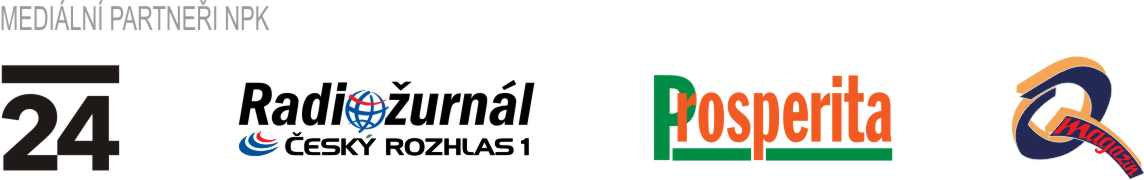 MEDIÁLNÍ PARTNEŘI NPK
24
Radiožurnál
ČESKÝ ROZHLAS 1
Prosperita
Q magazín